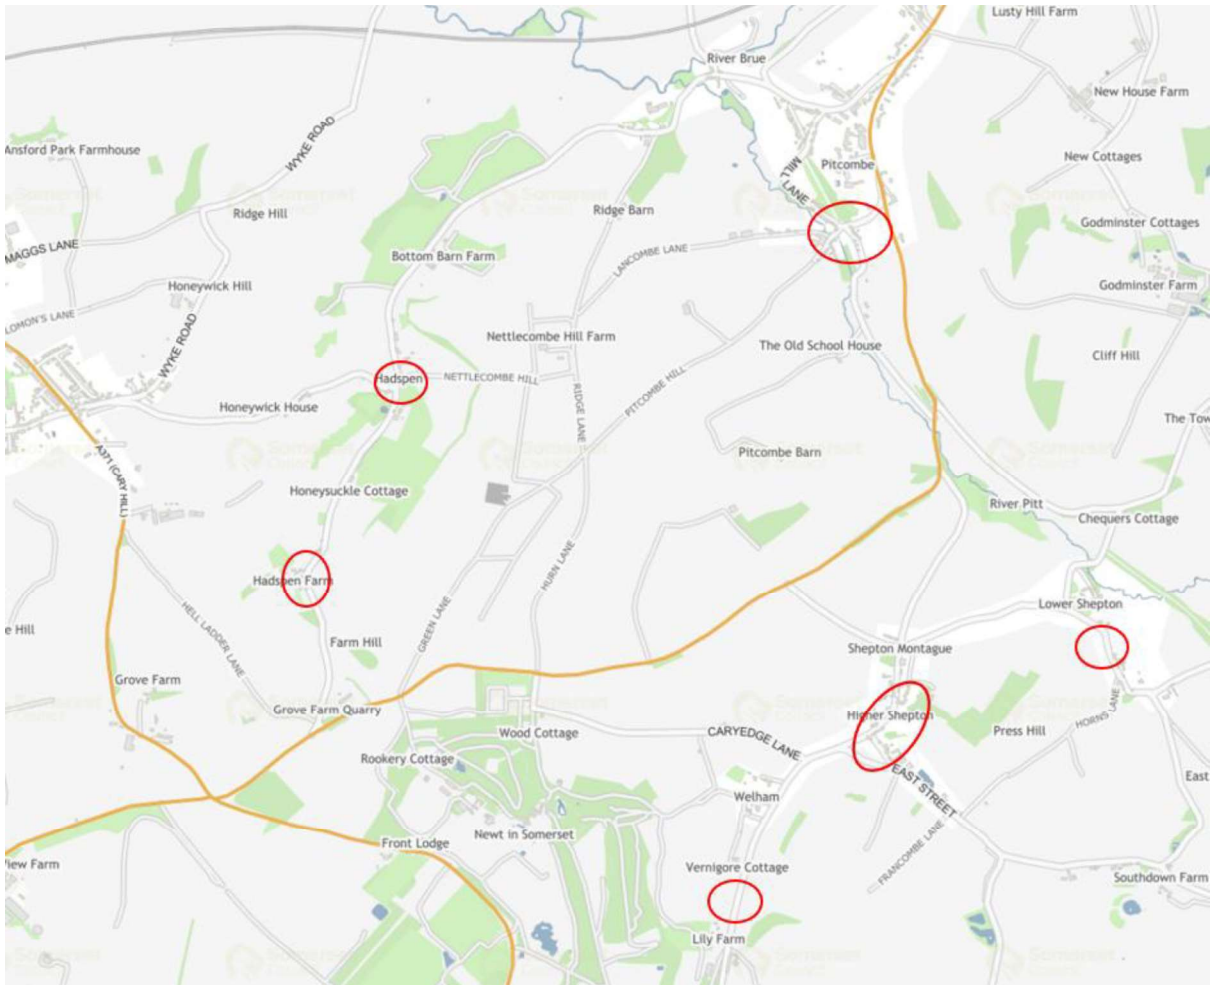 Lusty Hill Farm
River Brue
New House Farm
Ansford Park Farmhouse
WYKE ROAD
New Cottages
Pitcombe
MILL LANE
Ridge Hill
Ridge Barn
Godminster Cottages
MAGGS LANE
Bottom Barn Farm
LANCOMBE LANE
Honeywick Hill
Godminster Farm
LOMON'S LANE
Nettlecombe Hill Farm
The Old School House
WYKE ROAD
Cliff Hill
Hadspen
NETTLECOMBE HILL
PITCOMBE HILL
RIDGE LANE
Honeywick House
The Tow
A371 (CARY HILL)
Pitcombe Barn
Honeysuckle Cottage
River Pitt
Chequers Cottage
Hadspen Farm
HURN LANE
HELL LADDER LANE
GREEN LANE
Lower Shepton
e Hill
Farm Hill
Shepton Montague
Grove Farm
Grove Farm Quarry
Higher Shepton
HORNS LANE
Wood Cottage
CARYEDGE LANE
Press Hill
Rookery Cottage
EAST STREET
East
Welham
Newt in Somerset
Front Lodge
FRANCOMBE LANE
View Farm
Vernigore Cottage
Southdown Farm
Lily Farm
Somerset
Council